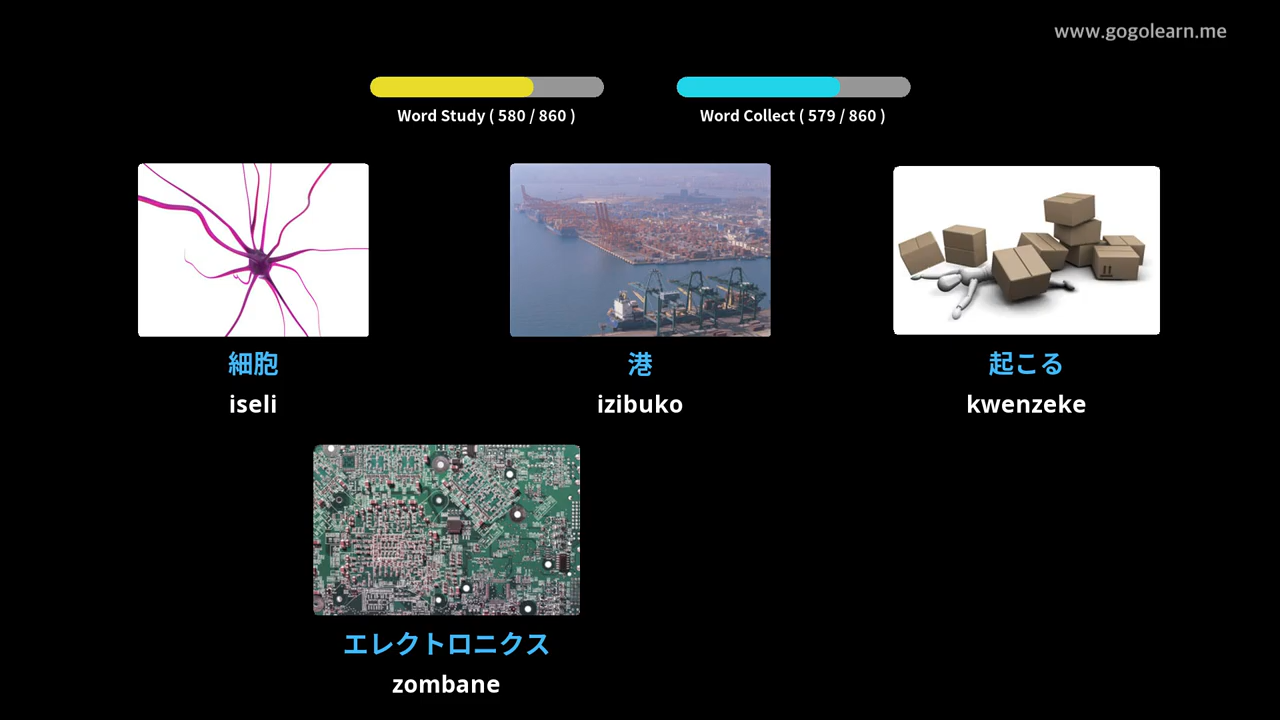 www.gogolearn.me
Word Study ( 580 / 860 )
Word Collect ( 579 / 860 )
細胞
iseli
港
izibuko
起こる
kwenzeke
エレクトロニクス
zombane